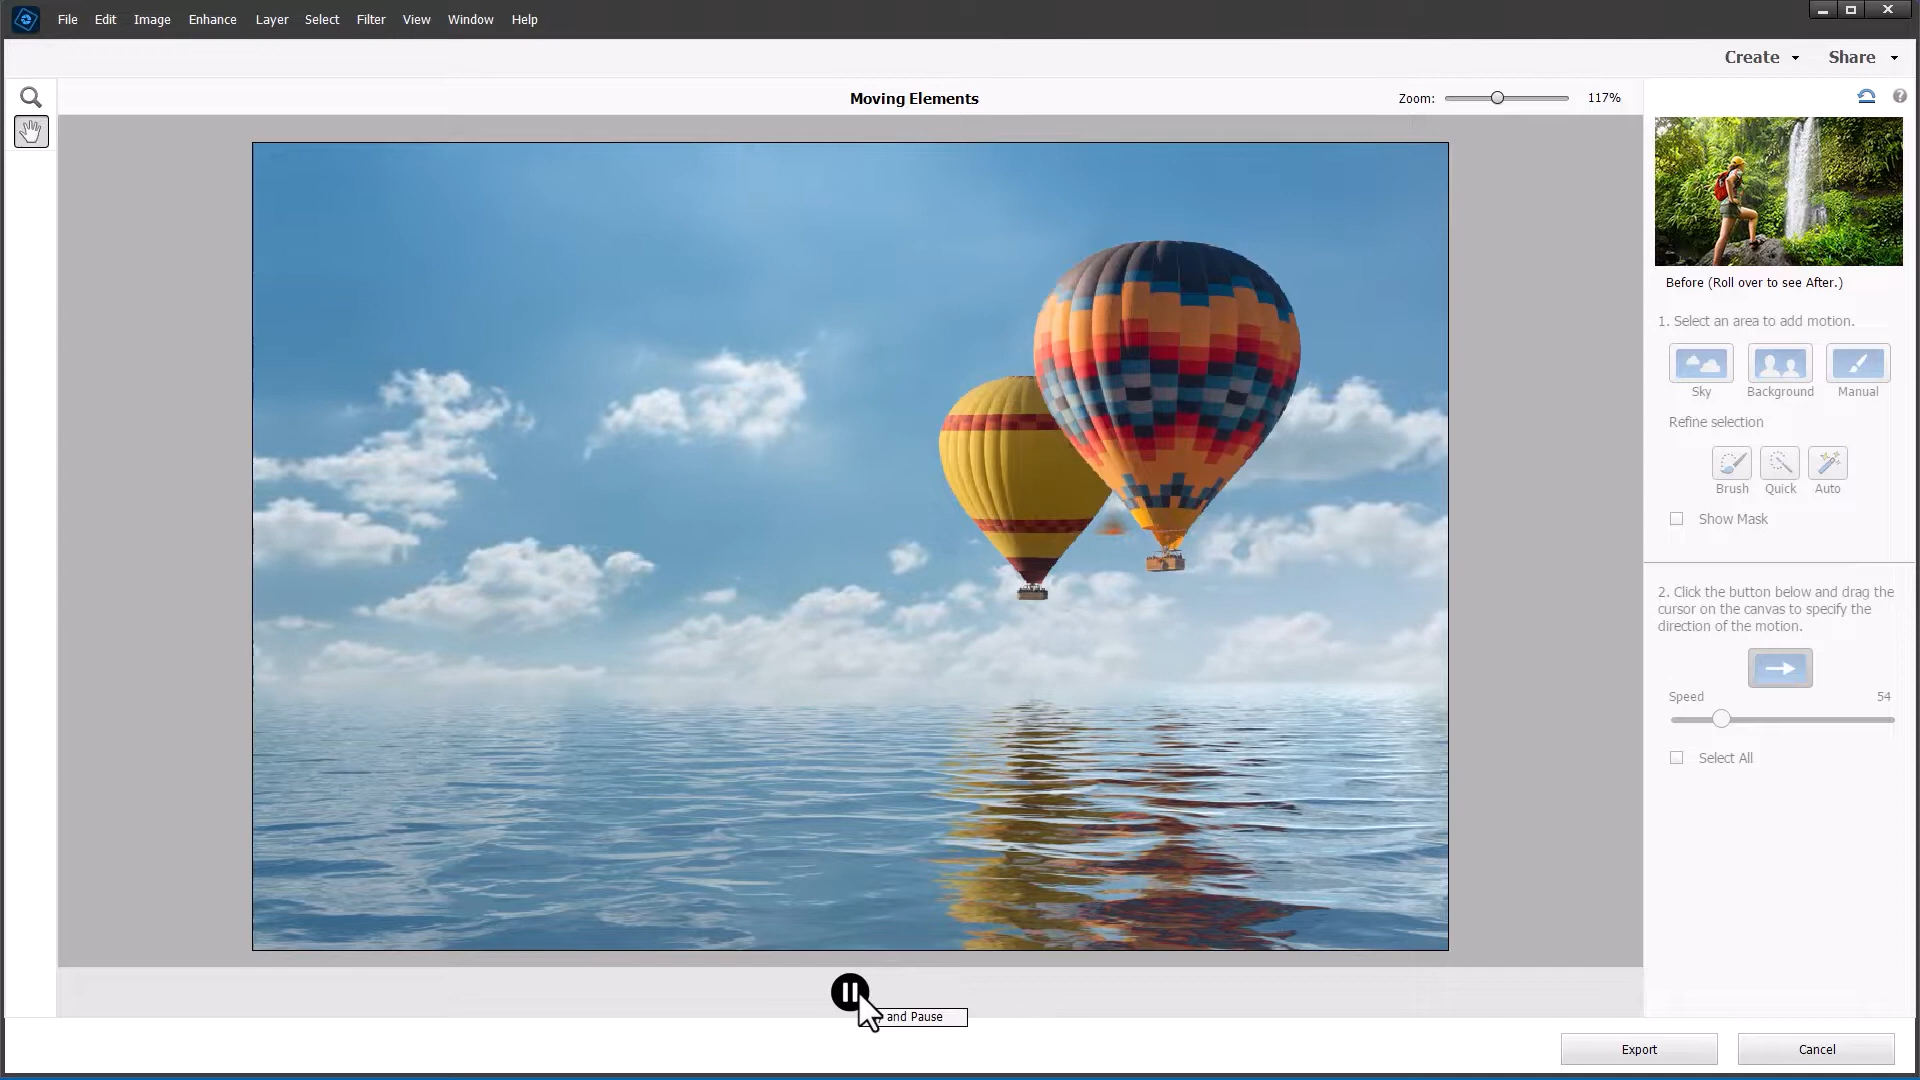 File Edit Image Enhance Layer Select Filter View Window Help
Create Share
Moving Elements
Zoom: 117%
Before (Roll over to see After.)
1. Select an area to add motion.
Sky Background Manual
Refine selection
Brush Quick Auto
Show Mask
2. Click the button below and drag the
cursor on the canvas to specify the
direction of the motion.
Speed 54
Select All
and Pause
Export Cancel